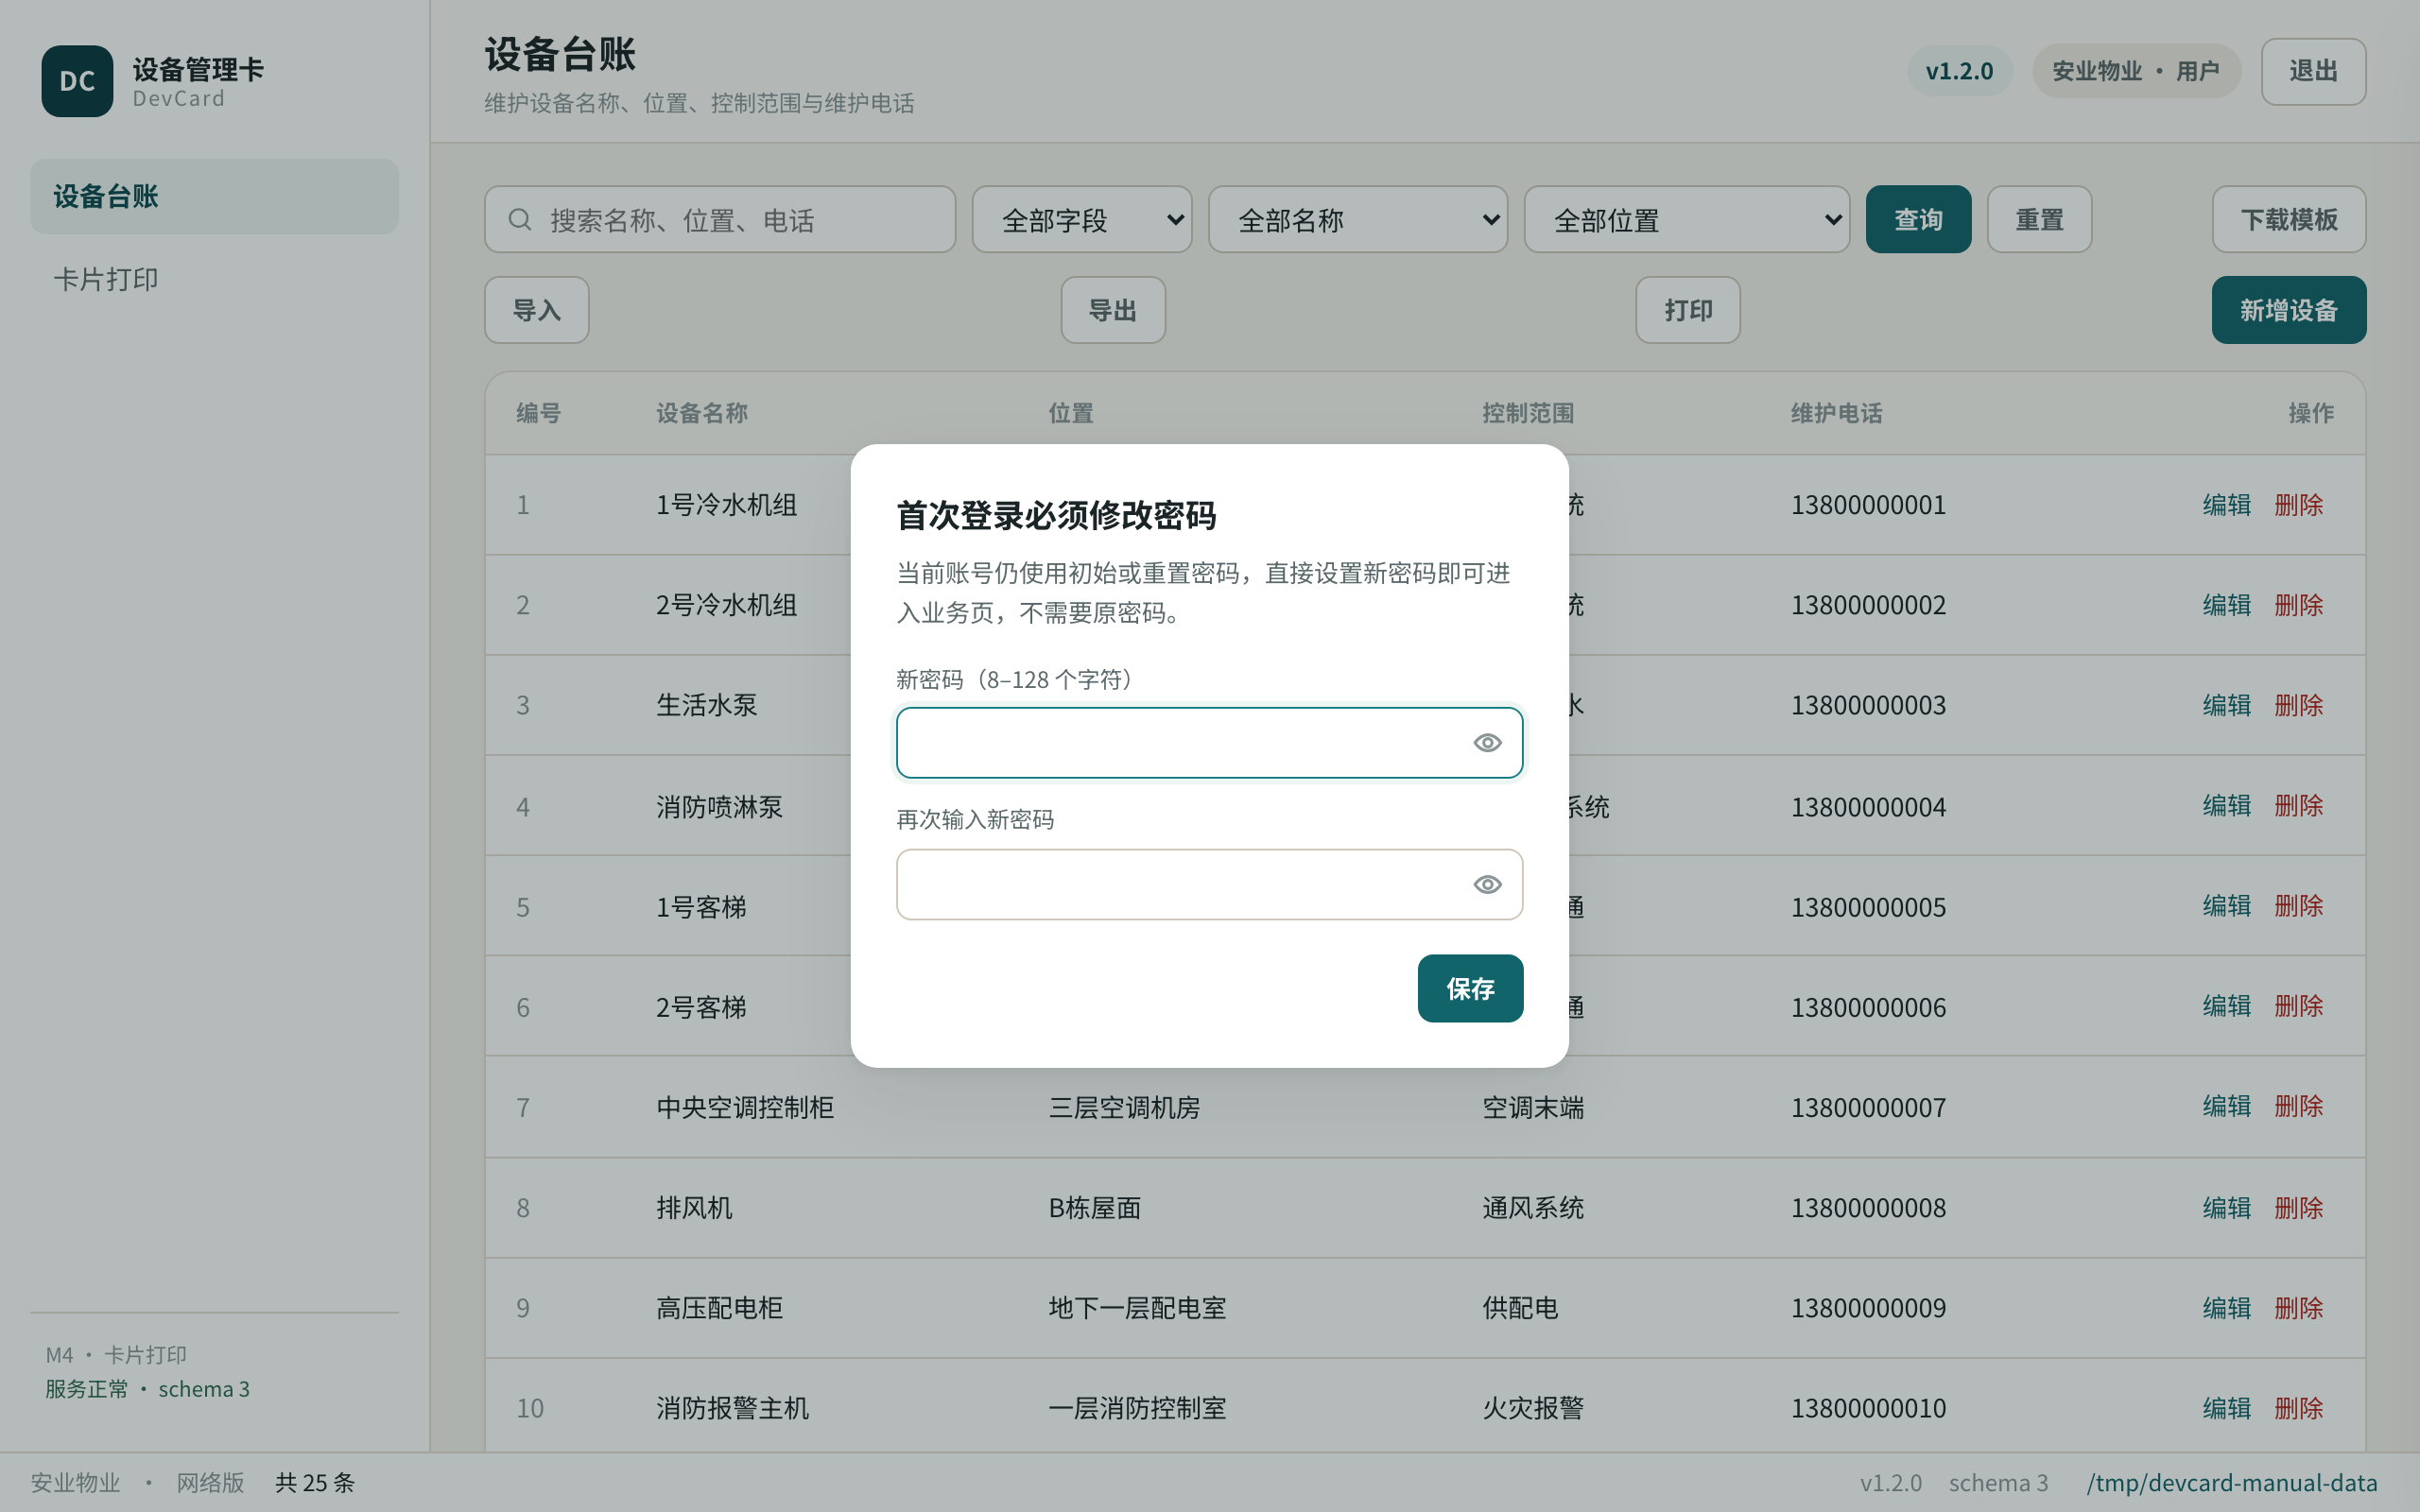 DC
设备管理卡
DevCard
设备台账
卡片打印
M4 · 卡片打印
服务正常 · schema 3
设备台账
维护设备名称、位置、控制范围与维护电话
v1.2.0
安业物业 · 用户
退出
搜索名称、位置、电话
全部字段
全部名称
全部位置
查询
重置
下载模板
导入
导出
打印
新增设备
编号 设备名称 位置 控制范围 维护电话 操作
1 1号冷水机组 统 13800000001 编辑 删除
2 2号冷水机组 统 13800000002 编辑 删除
3 生活水泵 水 13800000003 编辑 删除
4 消防喷淋泵 系统 13800000004 编辑 删除
5 1号客梯 通 13800000005 编辑 删除
6 2号客梯 通 13800000006 编辑 删除
7 中央空调控制柜 三层空调机房 空调末端 13800000007 编辑 删除
8 排风机 B栋屋面 通风系统 13800000008 编辑 删除
9 高压配电柜 地下一层配电室 供配电 13800000009 编辑 删除
10 消防报警主机 一层消防控制室 火灾报警 13800000010 编辑 删除
首次登录必须修改密码
当前账号仍使用初始或重置密码，直接设置新密码即可进
入业务页，不需要原密码。
新密码（8–128 个字符）
再次输入新密码
保存
安业物业 · 网络版 共 25 条
v1.2.0 schema 3 /tmp/devcard-manual-data